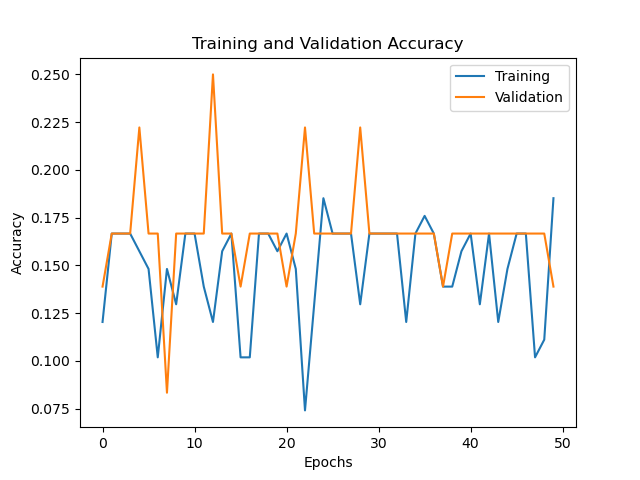 Training and Validation Accuracy
Training
Validation
0.250
0.225
0.200
0.175
0.150
0.125
0.100
0.075
Accuracy
0 10 20 30 40 50
Epochs